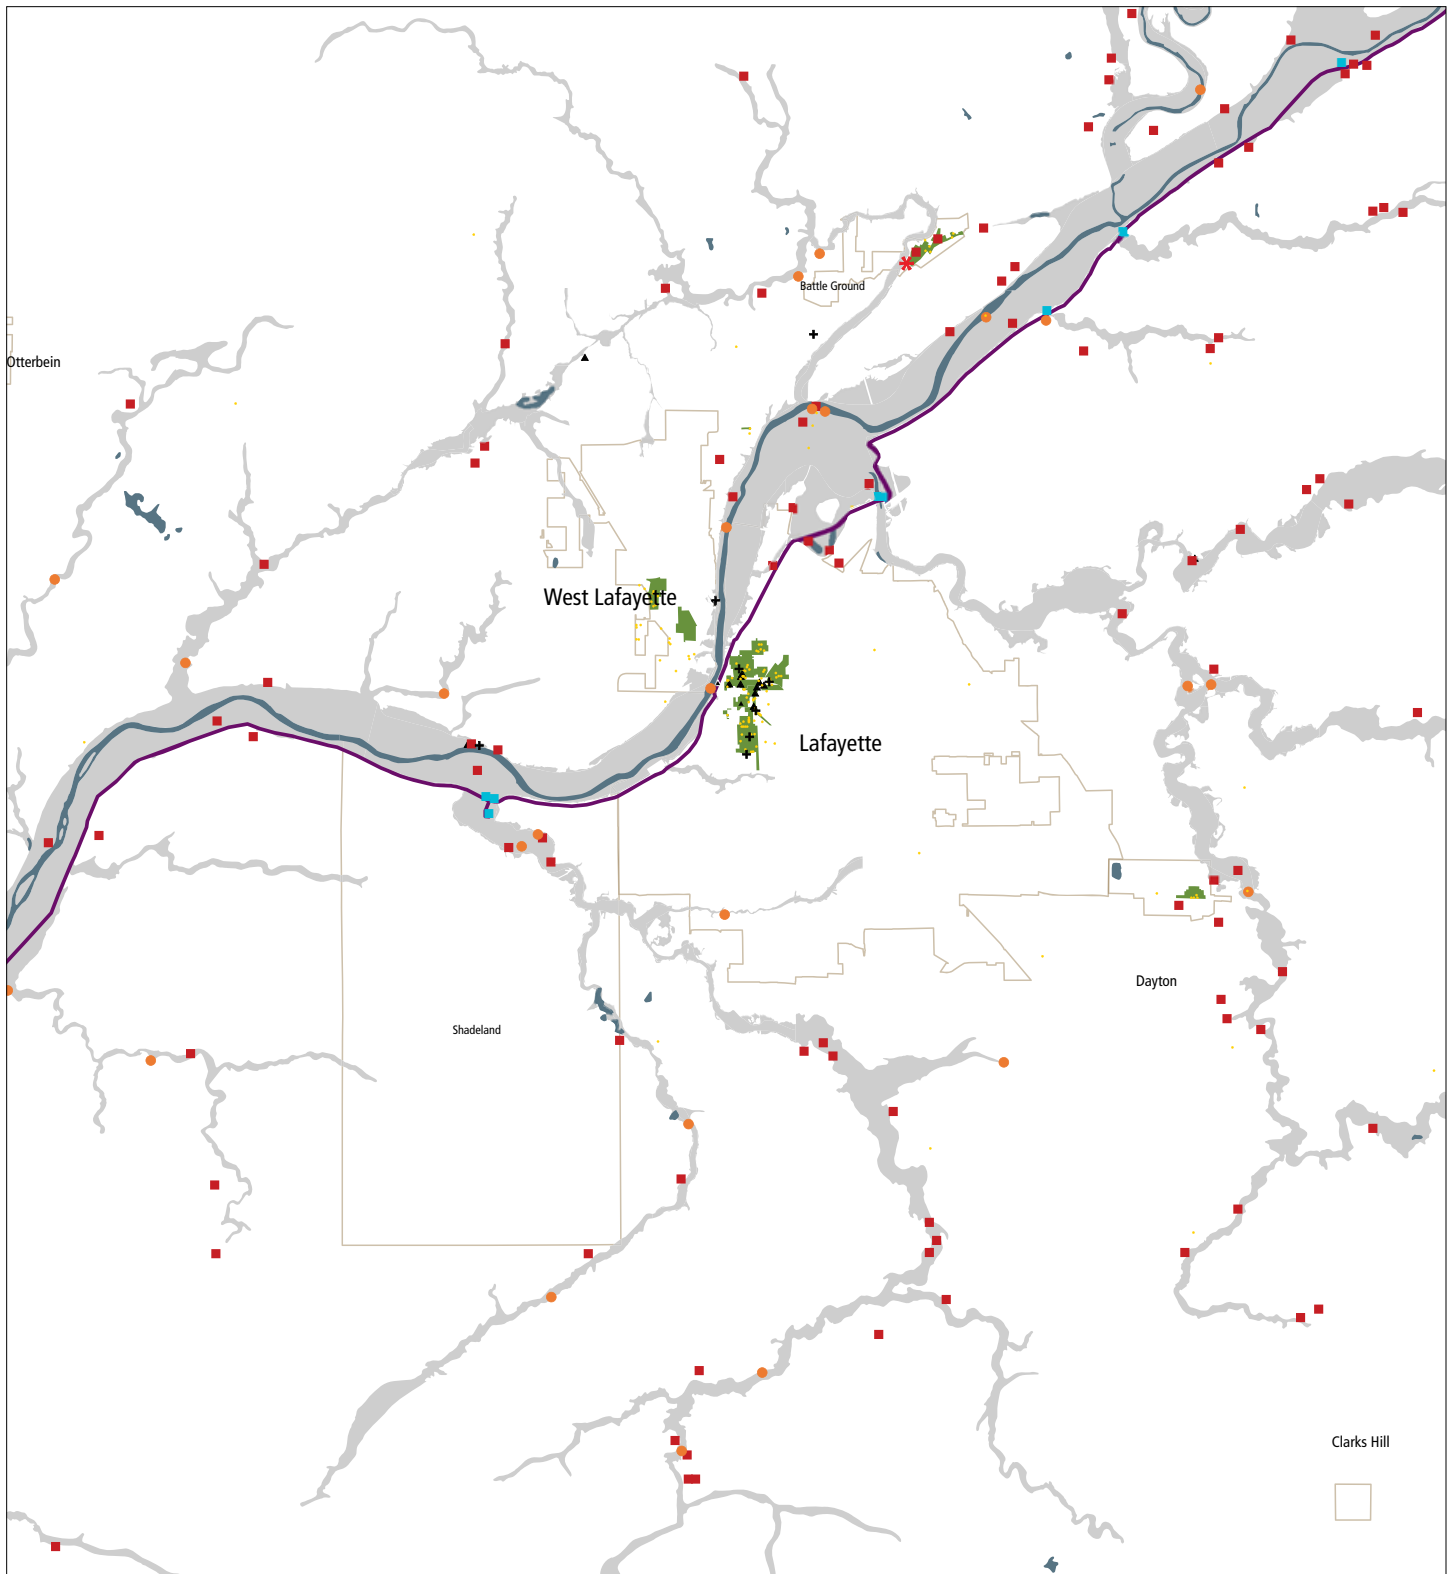 Battle Ground
Otterbein
West Lafayette
Lafayette
Dayton
Shadeland
Clarks Hill